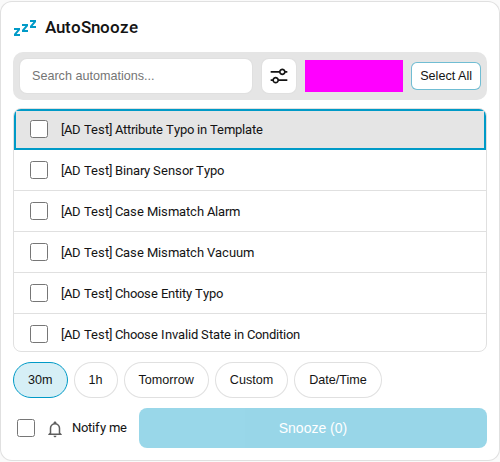 AutoSnooze
Search automations...
Select All
[AD Test] Attribute Typo in Template
[AD Test] Binary Sensor Typo
[AD Test] Case Mismatch Alarm
[AD Test] Case Mismatch Vacuum
[AD Test] Choose Entity Typo
[AD Test] Choose Invalid State in Condition
30m 1h Tomorrow Custom Date/Time
Notify me Snooze (0)